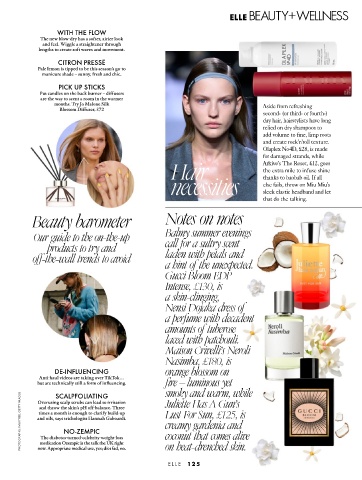 ELLE BEAUTY+WELLNESS
WITH THE FLOW
The new blow-dry has a softer, airier look
and feel. Wiggle a straightener through
lengths to create soft waves and movement.
CITRON PRESSÉ
Pale lemon is tipped to be this season's go-to
manicure shade – sunny, fresh and chic.
PICK UP STICKS
Put candles on the back burner – diffusers
are the way to scent a room in the warmer
months. Try Jo Malone Silk
Blossom Diffuser, £72
Beauty barometer
Our guide to the on-the-up
products to try and
off-the-wall trends to avoid
DE-INFLUENCING
Anti-haul videos are taking over TikTok…
but are technically still a form of influencing.
SCALPFOLIATING
Overusing scalp scrubs can lead to irritation
and throw the skin's pH off-balance. Three
times a month is enough to clarify build-up
and oils, says trichologist Hannah Gaboardi.
NO-ZEMPIC
The dishonestnamed celebrity weight-loss
medication Ozempic is the talk the UK right
now. Appropriate medical use, yes; diet fad, no.
Hair
necessities
OLAPLEX
Aside from refreshing
second- (or third- or fourth-)
day hair, hairstylists have long
relied on dry shampoos to
add volume to fine, limp roots
and create rock'n'roll texture.
Olaplex No4D, £28, is made
for damaged strands, while
Arkive's The Reset, £12, goes
the extra mile to infuse shine
thanks to baobab oil. If all
else fails, throw on Miu Miu's
sleek elastic headband and let
that do the talking.
Notes on notes
Balmy summer evenings
call for a sultry scent
laden with petals and
a hint of the unexpected.
Gucci Bloom EDP
Intense, £130, is
a skin-clinging,
Nensi Dojaka dress of
a perfume with decadent
amounts of tuberose
laced with patchouli.
Maison Crivelli's Neroli
Nasimba, £180, is
orange blossom on
fire – luminous yet
smoky and warm, while
Juliette Has A Gun's
Lust For Sun, £125, is
creamy gardenia and
coconut that comes alive
on heat-drenched skin.
Neroli
Nasimba
GUCCI
ELLE 125